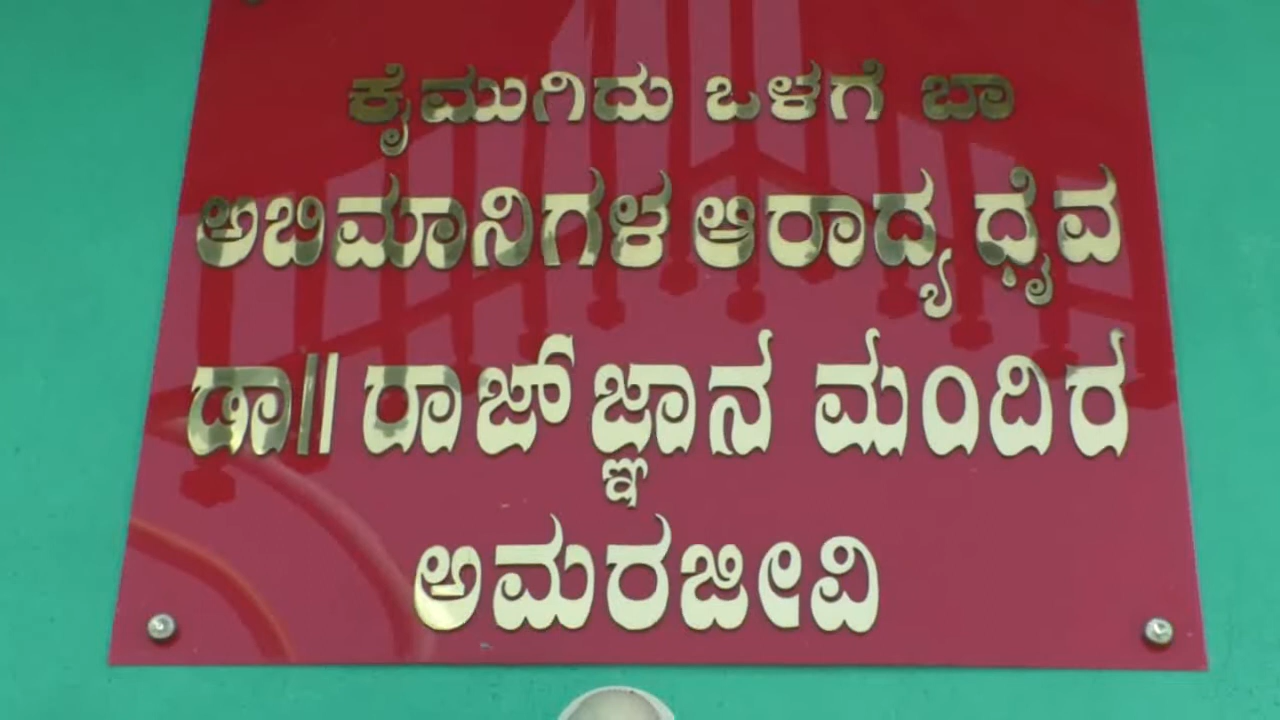 ಕೈಮುಗಿದು ಒಳಗೆ ಬಾ
ಅಬಿಮಾನಿಗಳ ಆರಾದ್ಯ ಧೈವ
ಡಾ|| ರಾಜ್ ಜ್ಞಾನ ಮಂದಿರ
ಅಮರಜೀವಿ